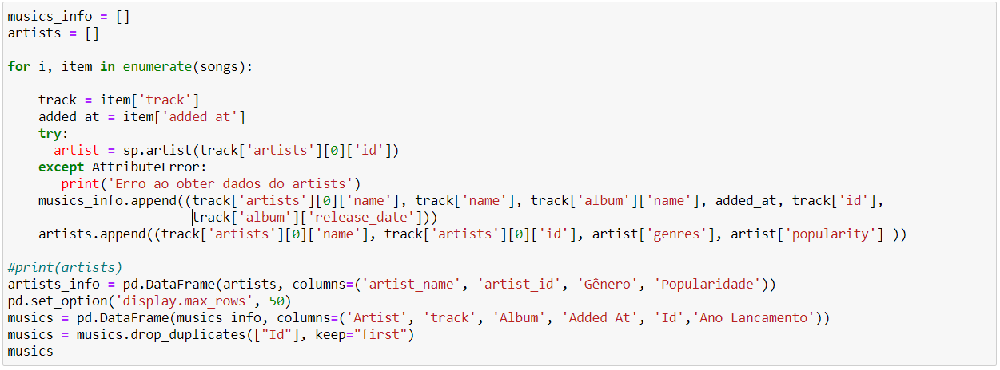 musics_info = []
artists = []
for i, item in enumerate(songs):
    track = item['track']
    added_at = item['added_at']
    try:
      artist = sp.artist(track['artists'][0]['id'])
    except AttributeError:
       print('Erro ao obter dados do artists')
    musics_info.append((track['artists'][0]['name'], track['name'], track['album']['name'], added_at, track['id'],
                        track['album']['release_date']))
    artists.append((track['artists'][0]['name'], track['artists'][0]['id'], artist['genres'], artist['popularity'] ))
#print(artists)
artists_info = pd.DataFrame(artists, columns=('artist_name', 'artist_id', 'Gênero', 'Popularidade'))
pd.set_option('display.max_rows', 50)
musics = pd.DataFrame(musics_info, columns=('Artist', 'track', 'Album', 'Added_At', 'Id','Ano_Lancamento'))
musics = musics.drop_duplicates(["Id"], keep="first")
musics